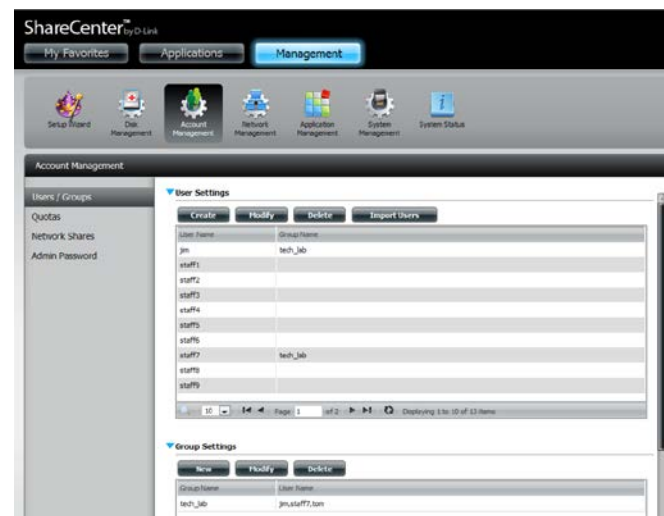 ShareCenter™ by D-Link
My Favorites Applications Management
Setup Wizard
Disk Management
Account Management
Network Management
Application Management
System Management
System Status
Account Management
Users / Groups
Quotas
Network Shares
Admin Password
User Settings
Create Modify Delete Import Users
User Name Group Name
jim tech_lab
staff1
staff2
staff3
staff4
staff5
staff6
staff7 tech_lab
staff8
staff9
10 Page 1 of 2 Displaying 1 to 10 of 13 items
Group Settings
New Modify Delete
Group Name User Name
tech_lab jim,staff7,tom